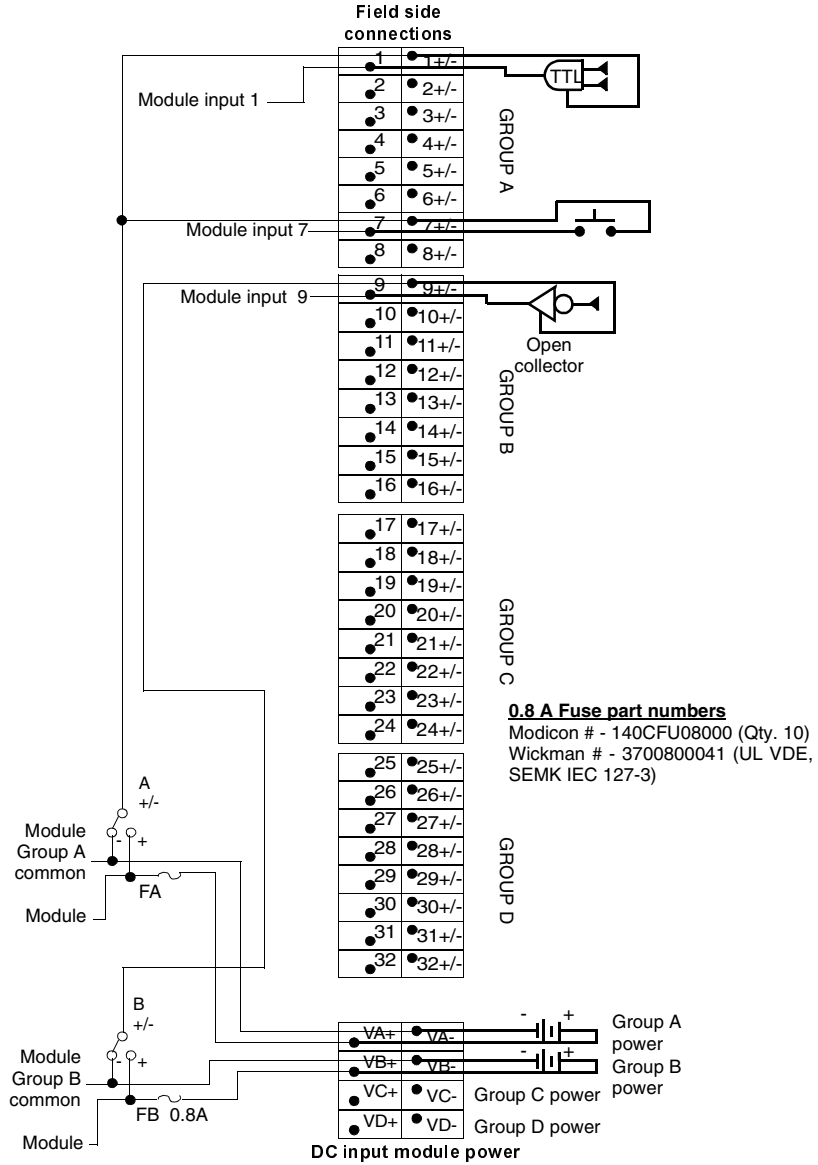 Field side
connections
1 1+/-
TTL
Module input 1
2 2+/-
3 3+/-
4 4+/-
GROUP A
5 5+/-
6 6+/-
Module input 7
7 7+/-
8 8+/-
Module input 9
9 9+/-
10 10+/-
11 11+/-
Open
collector
12 12+/-
13 13+/-
GROUP B
14 14+/-
15 15+/-
16 16+/-
17 17+/-
18 18+/-
19 19+/-
20 20+/-
GROUP C
21 21+/-
22 22+/-
23 23+/-
24 24+/-
0.8 A Fuse part numbers
Modicon # - 140CFU08000 (Qty. 10)
Wickman # - 3700800041 (UL VDE,
SEMK IEC 127-3)
25 25+/-
26 26+/-
27 27+/-
28 28+/-
GROUP D
29 29+/-
30 30+/-
31 31+/-
32 32+/-
A
+/-
- +
Module
Group A
common
FA
Module
B
+/-
- +
Module
Group B
common
FB 0.8A
Module
VA+ VA-
- +
Group A
power
VB+ VB-
- +
Group B
power
VC+ VC- Group C power
VD+ VD- Group D power
DC input module power